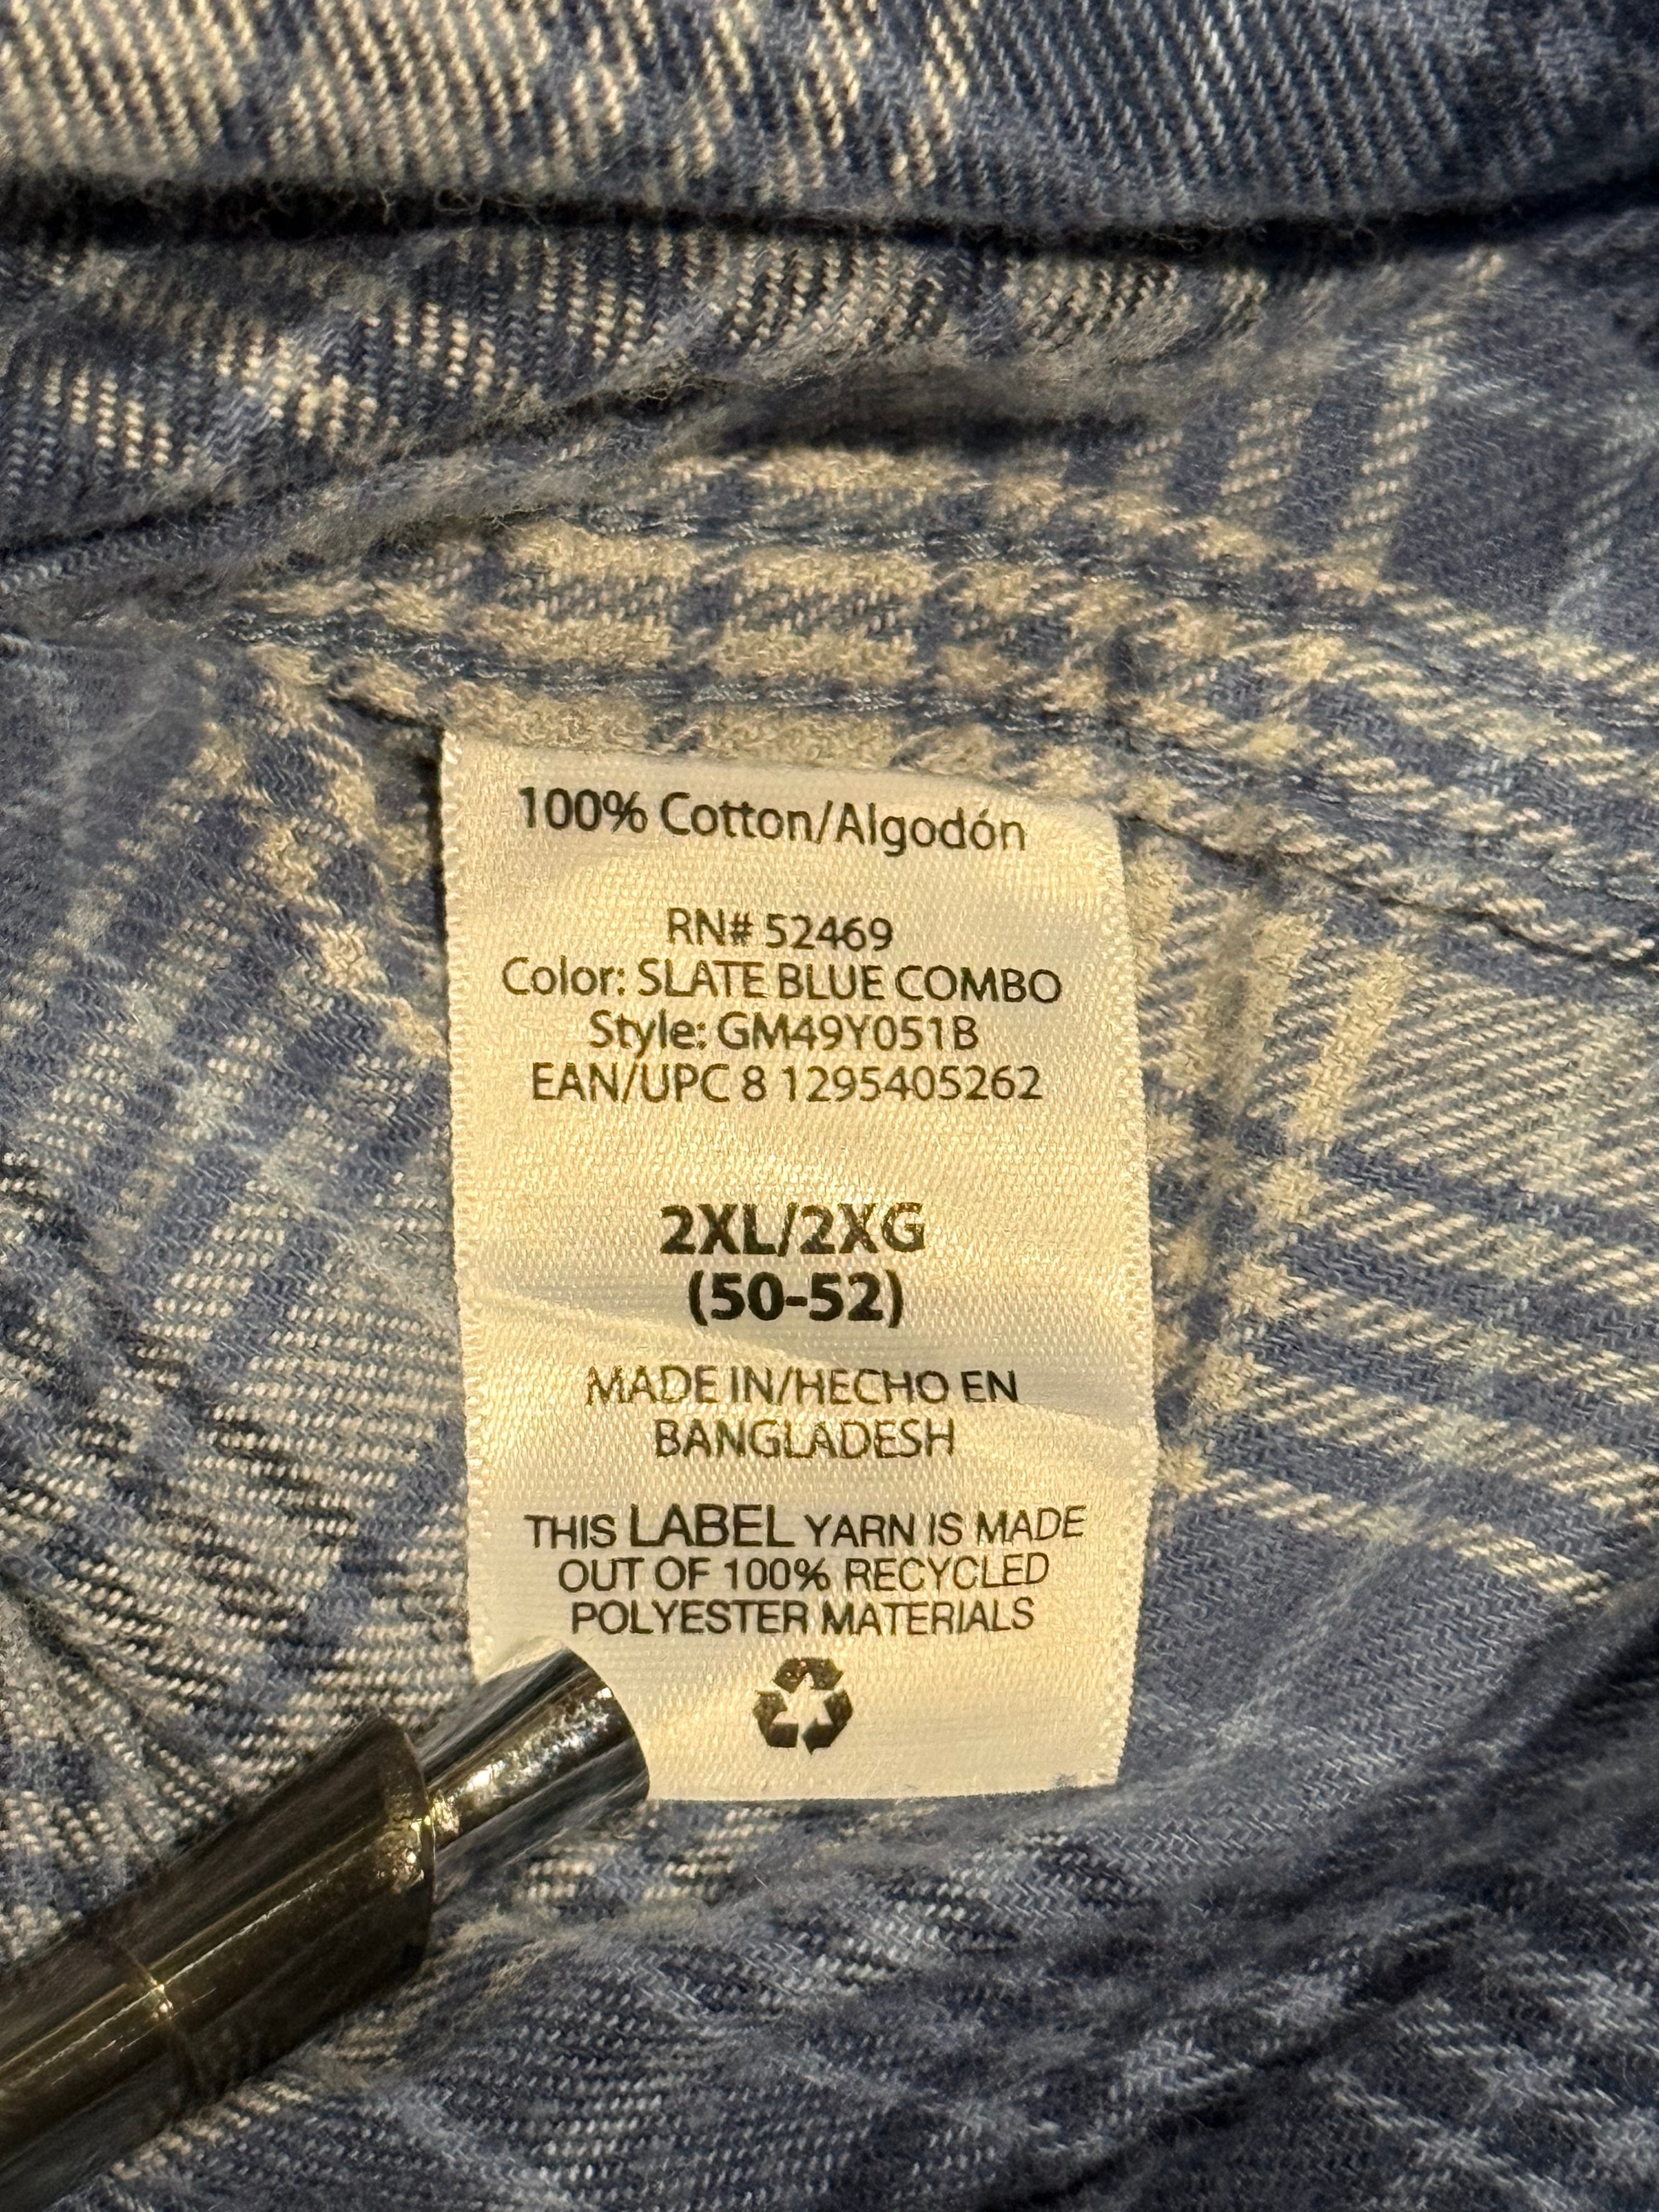 100% Cotton/Algodón
RN# 52469
Color: SLATE BLUE COMBO
Style: GM49Y051B
EAN/UPC 8 1295405262
2XL/2XG
(50-52)
MADE IN/HECHO EN
BANGLADESH
THIS LABEL YARN IS MADE
OUT OF 100% RECYCLED
POLYESTER MATERIALS